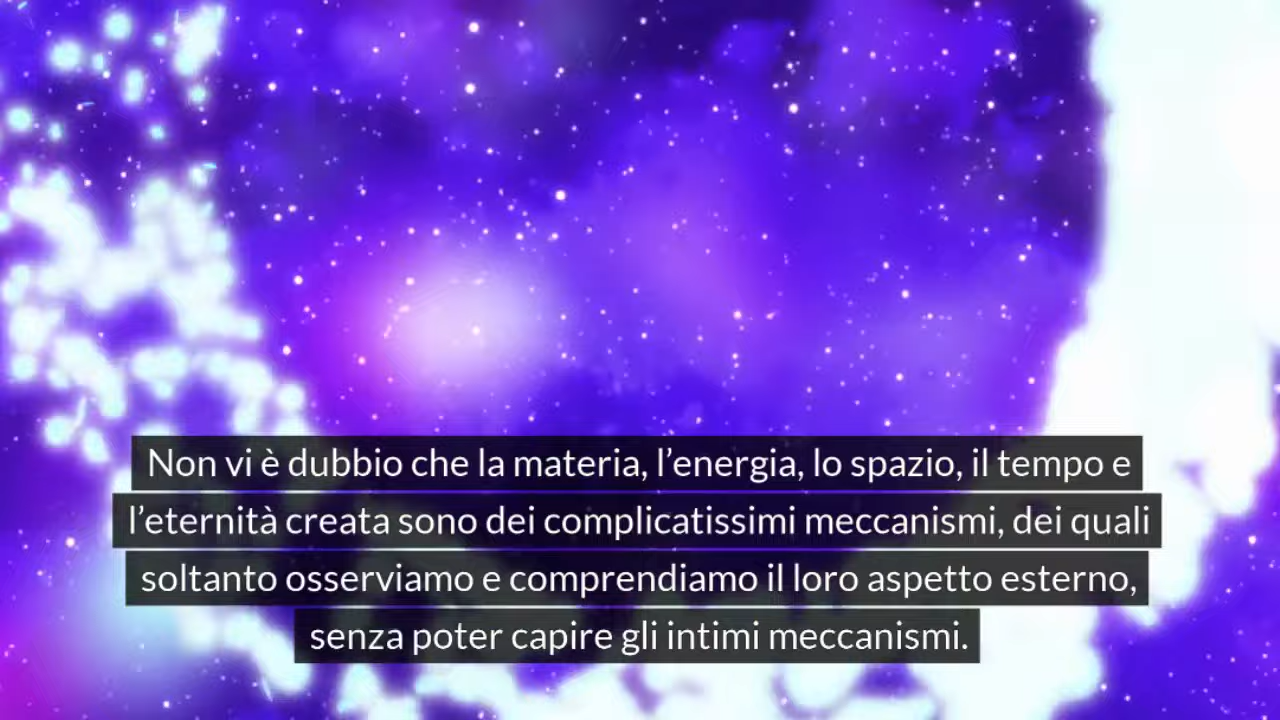 Non vi è dubbio che la materia, l’energia, lo spazio, il tempo e
l’eternità creata sono dei complicatissimi meccanismi, dei quali
soltanto osserviamo e comprendiamo il loro aspetto esterno,
senza poter capire gli intimi meccanismi.